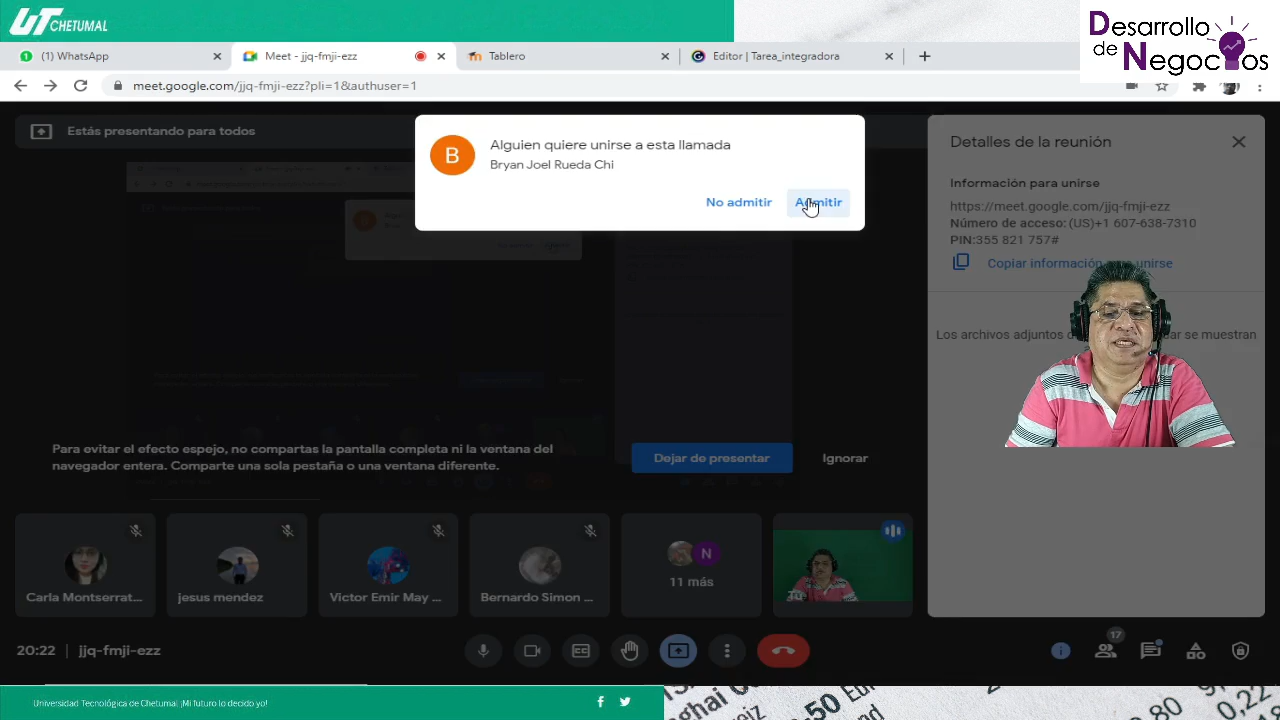 UT CHETUMAL
Desarrollo
de Negocios
(1) WhatsApp
Meet - jjq-fmji-ezz
Tablero
Editor | Tarea_integradora
meet.google.com/jjq-fmji-ezz?pli=1&authuser=1
Estás presentando para todos
B
Alguien quiere unirse a esta llamada
Bryan Joel Rueda Chi
No admitir
Admitir
Detalles de la reunión
Información para unirse
https://meet.google.com/jjq-fmji-ezz
Número de acceso: (US)+1 607-638-7310
PIN:355 821 757#
Copiar información unirse
Los archivos adjuntos se muestran
Para evitar el efecto espejo, no compartas la pantalla completa ni la ventana del
navegador entera. Comparte una sola pestaña o una ventana diferente.
Dejar de presentar
Ignorar
N
11 más
Carla Montserrat...
jesus mendez
Victor Emir May ...
Bernardo Simon ...
20:22 | jjq-fmji-ezz
17
Universidad Tecnológica de Chetumal ¡Mi futuro lo decido yo!